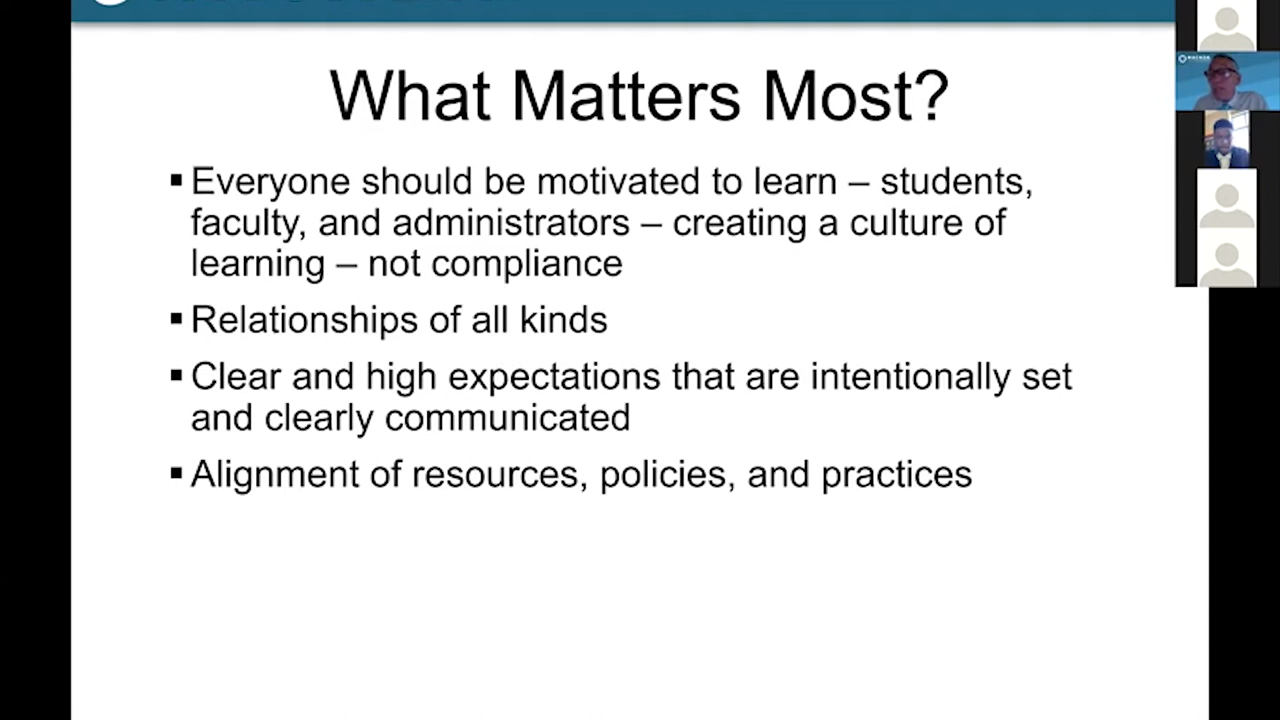 What Matters Most?
▪ Everyone should be motivated to learn – students,
faculty, and administrators – creating a culture of
learning – not compliance
▪ Relationships of all kinds
▪ Clear and high expectations that are intentionally set
and clearly communicated
▪ Alignment of resources, policies, and practices